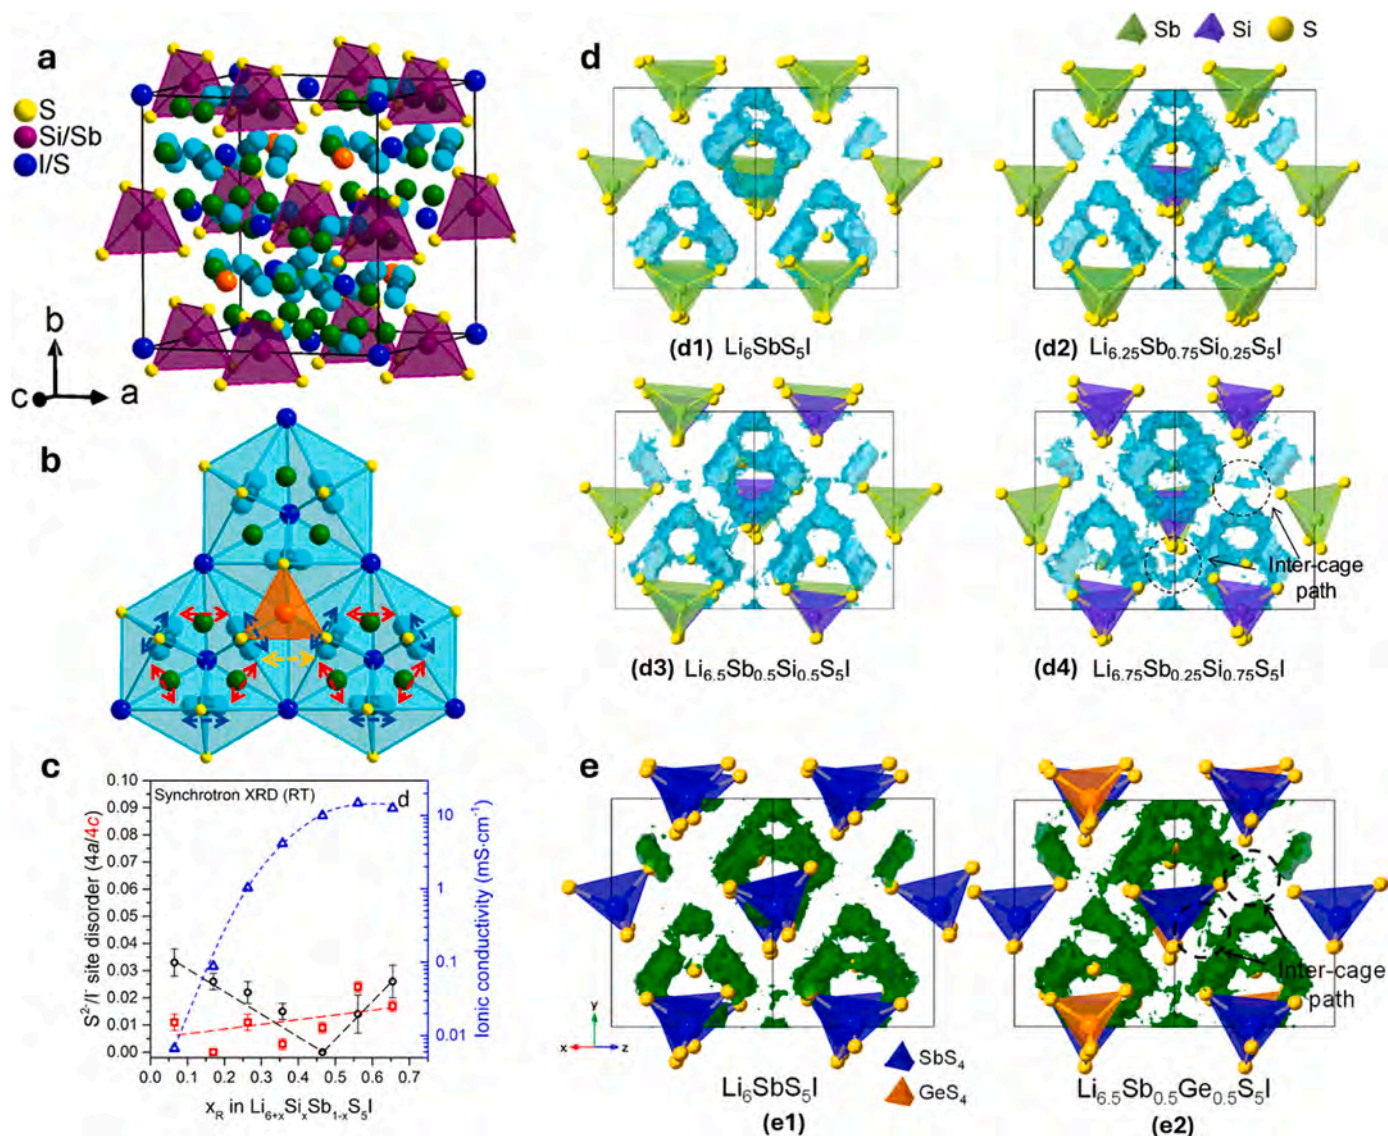 a
S
Si/Sb
I/S
b
c
a
b
c
0.10
0.09
0.08
0.07
0.06
0.05
0.04
0.03
0.02
0.01
0.00
S²⁻/I⁻ site disorder (4a/4c)
Synchrotron XRD (RT)
d
10
1
0.1
0.01
Ionic conductivity (mS·cm⁻¹)
0.0 0.1 0.2 0.3 0.4 0.5 0.6 0.7
x_R in Li₆₊ₓSiₓSb₁₋ₓS₅I
d
Sb Si S
(d1) Li₆SbS₅I
(d2) Li₆.₂₅Sb₀.₇₅Si₀.₂₅S₅I
Inter-cage
path
(d3) Li₆.₅Sb₀.₅Si₀.₅S₅I
(d4) Li₆.₇₅Sb₀.₂₅Si₀.₇₅S₅I
e
y
x
z
SbS₄
GeS₄
Li₆SbS₅I
(e1)
Inter-cage
path
Li₆.₅Sb₀.₅Ge₀.₅S₅I
(e2)